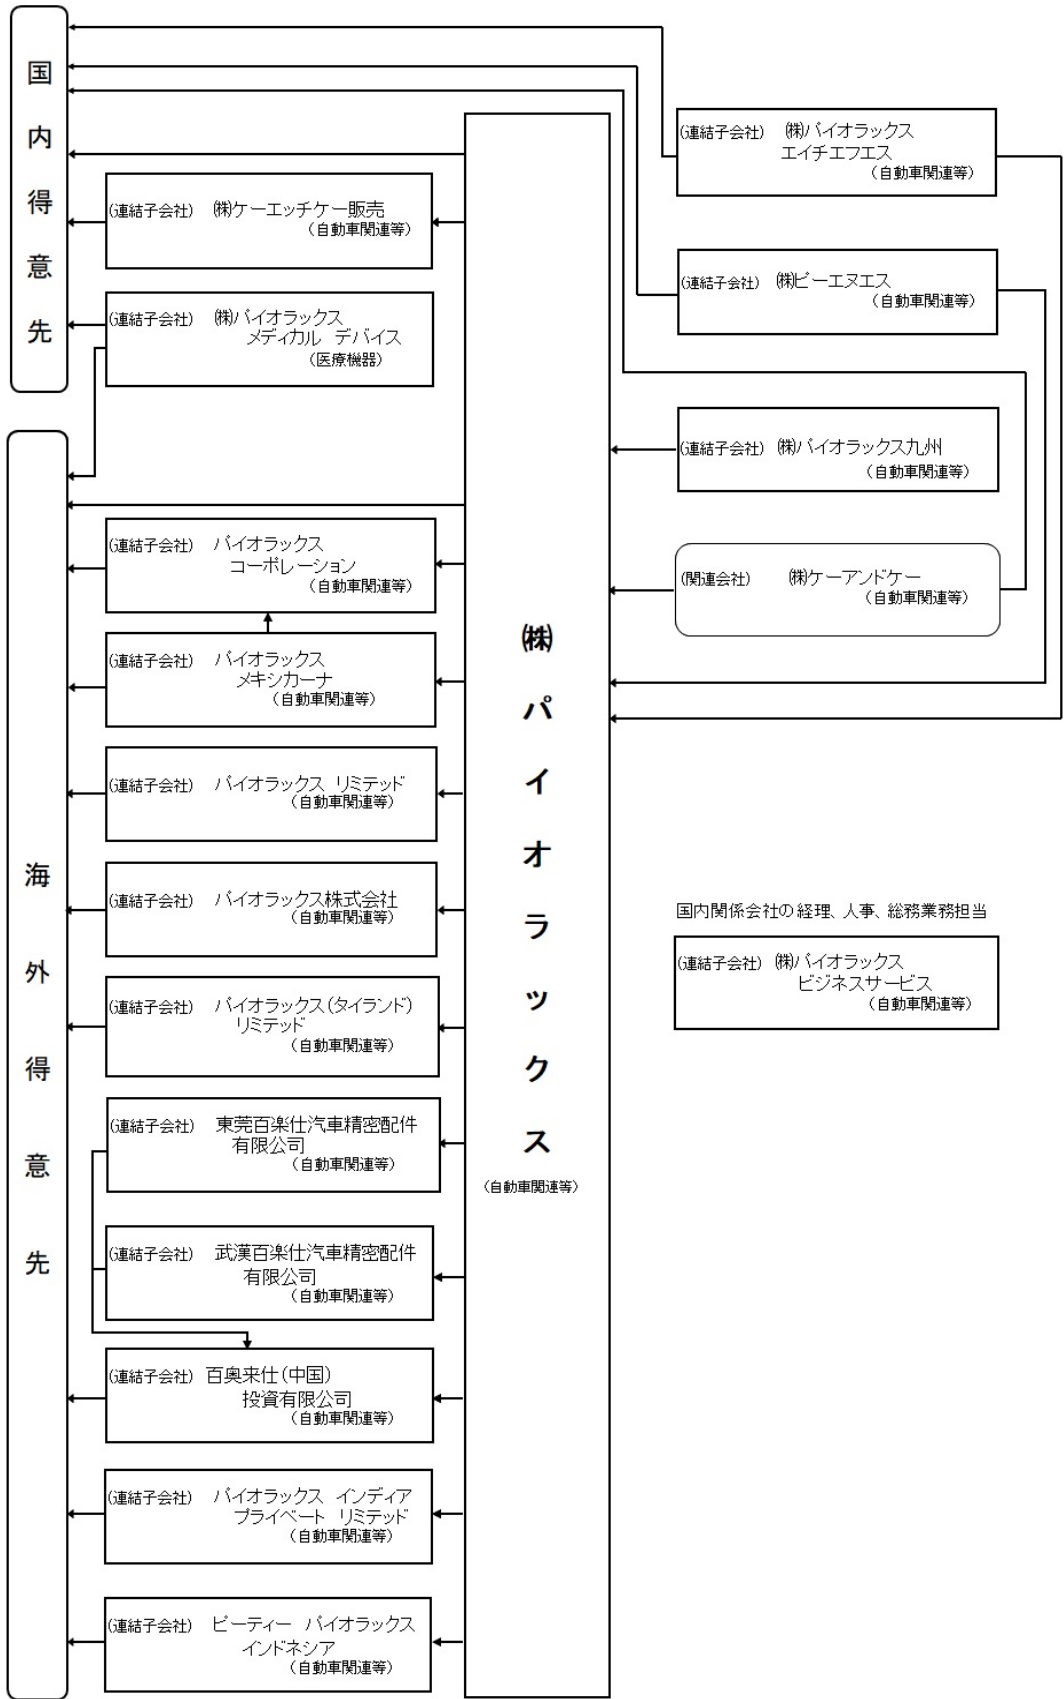 国内得意先
(連結子会社) ㈱パイオラックス
エイチエフエス
(自動車関連等)
(連結子会社) ㈱ケーエッチケー販売
(自動車関連等)
(連結子会社) ㈱ピーエヌエス
(自動車関連等)
(連結子会社) ㈱パイオラックス
メディカル デバイス
(医療機器)
(連結子会社) ㈱パイオラックス九州
(自動車関連等)
海外得意先
(連結子会社) パイオラックス
コーポレーション
(自動車関連等)
(関連会社) ㈱ケーアンドケー
(自動車関連等)
㈱パイオラックス
(自動車関連等)
(連結子会社) パイオラックス
メキシカーナ
(自動車関連等)
(連結子会社) パイオラックス リミテッド
(自動車関連等)
(連結子会社) パイオラックス株式会社
(自動車関連等)
国内関係会社の経理、人事、総務業務担当
(連結子会社) ㈱パイオラックス
ビジネスサービス
(自動車関連等)
(連結子会社) パイオラックス(タイランド)
リミテッド
(自動車関連等)
(連結子会社) 東莞百楽仕汽車精密配件
有限公司
(自動車関連等)
(連結子会社) 武漢百楽仕汽車精密配件
有限公司
(自動車関連等)
(連結子会社) 百奥来仕(中国)
投資有限公司
(自動車関連等)
(連結子会社) パイオラックス インディア
プライベート リミテッド
(自動車関連等)
(連結子会社) ピーティー パイオラックス
インドネシア
(自動車関連等)